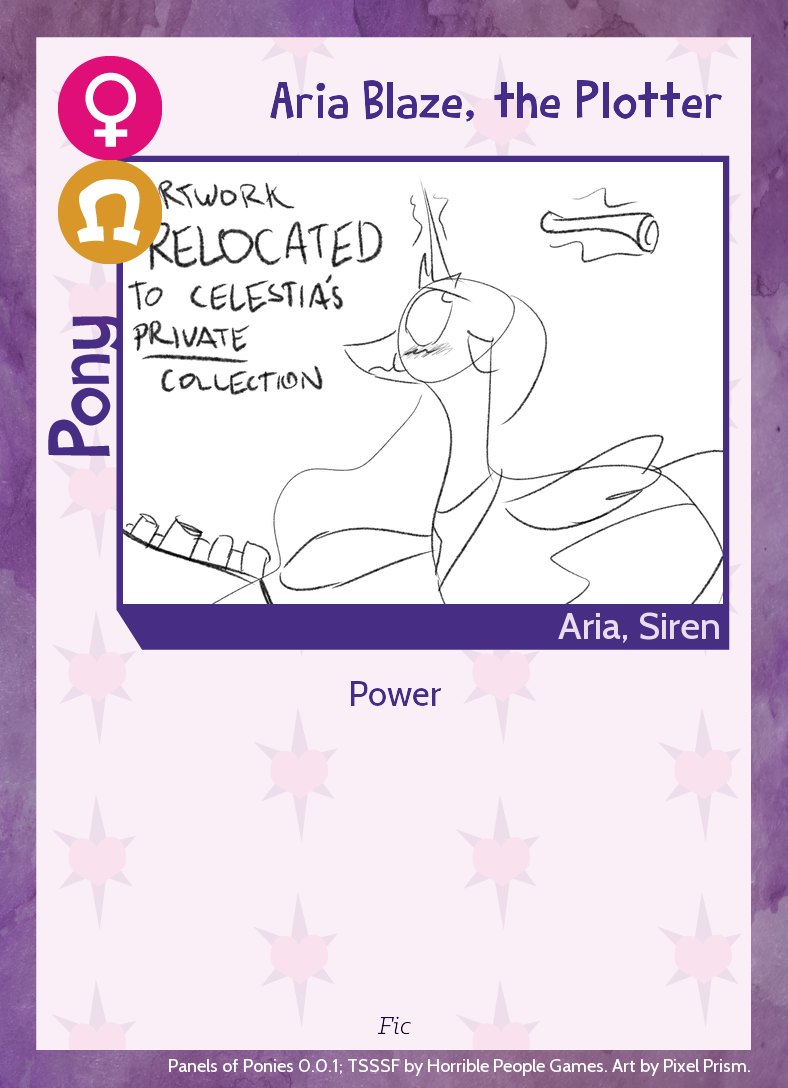 Aria Blaze, the Plotter
RTWORK
RELOCATED
TO CELESTIA'S
PRIVATE
COLLECTION
Pony
Aria, Siren
Power
Fic
Panels of Ponies 0.0.1; TSSSF by Horrible People Games. Art by Pixel Prism.